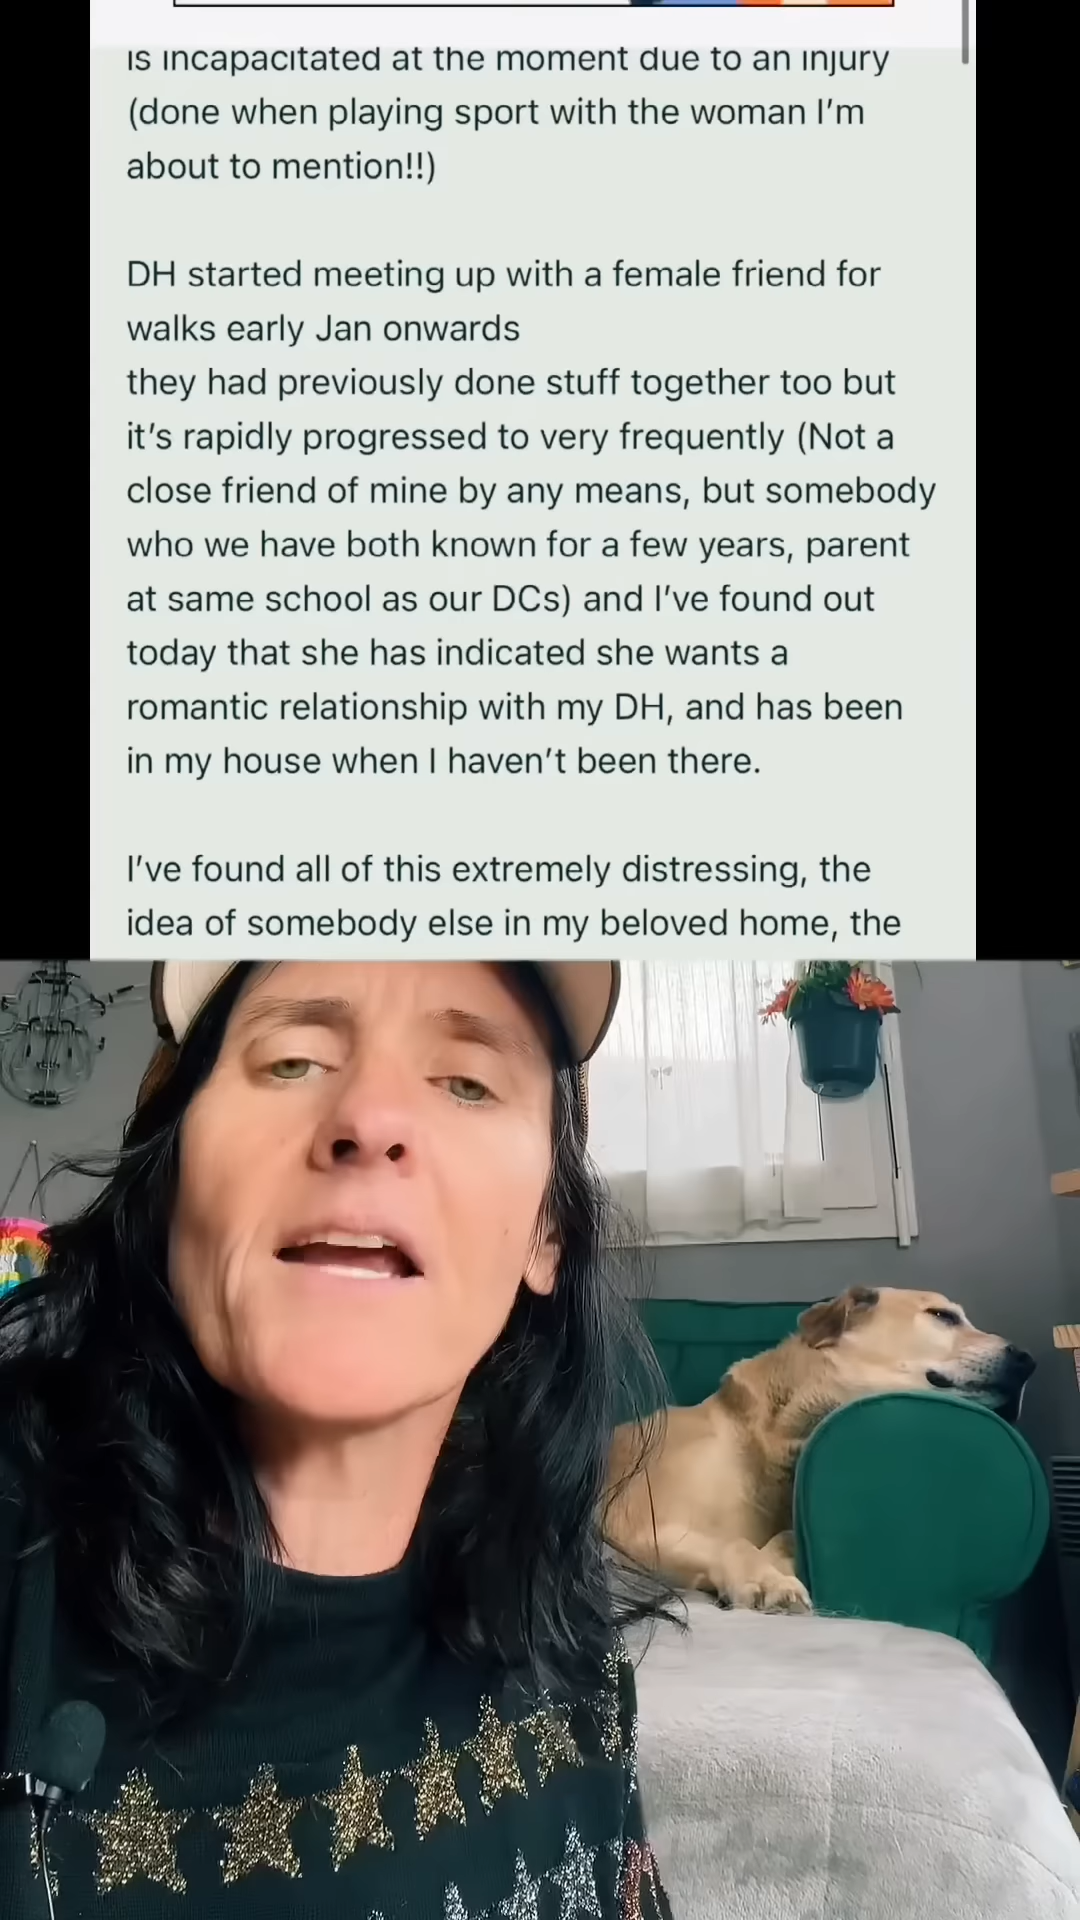 is incapacitated at the moment due to an injury
(done when playing sport with the woman I'm
about to mention!!)
DH started meeting up with a female friend for
walks early Jan onwards
they had previously done stuff together too but
it's rapidly progressed to very frequently (Not a
close friend of mine by any means, but somebody
who we have both known for a few years, parent
at same school as our DCs) and I've found out
today that she has indicated she wants a
romantic relationship with my DH, and has been
in my house when I haven't been there.
I've found all of this extremely distressing, the
idea of somebody else in my beloved home, the